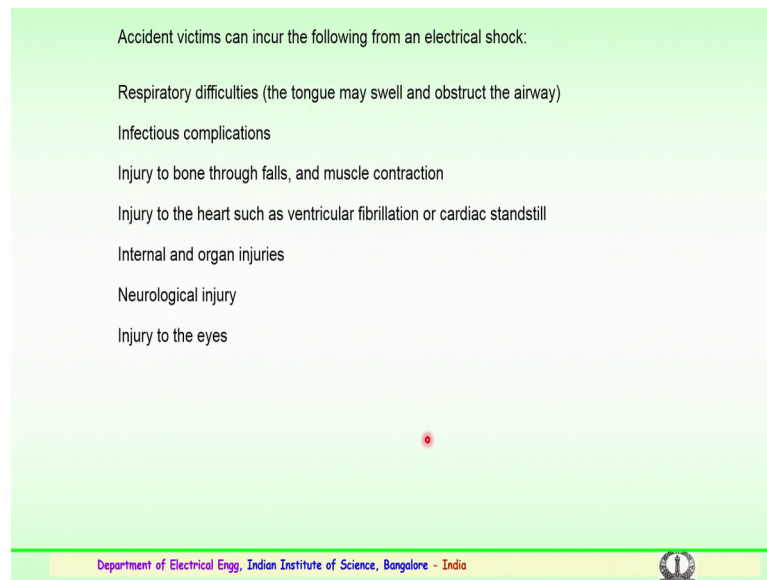 Accident victims can incur the following from an electrical shock:
Respiratory difficulties (the tongue may swell and obstruct the airway)
Infectious complications
Injury to bone through falls, and muscle contraction
Injury to the heart such as ventricular fibrillation or cardiac standstill
Internal and organ injuries
Neurological injury
Injury to the eyes
Department of Electrical Engg, Indian Institute of Science, Bangalore - India